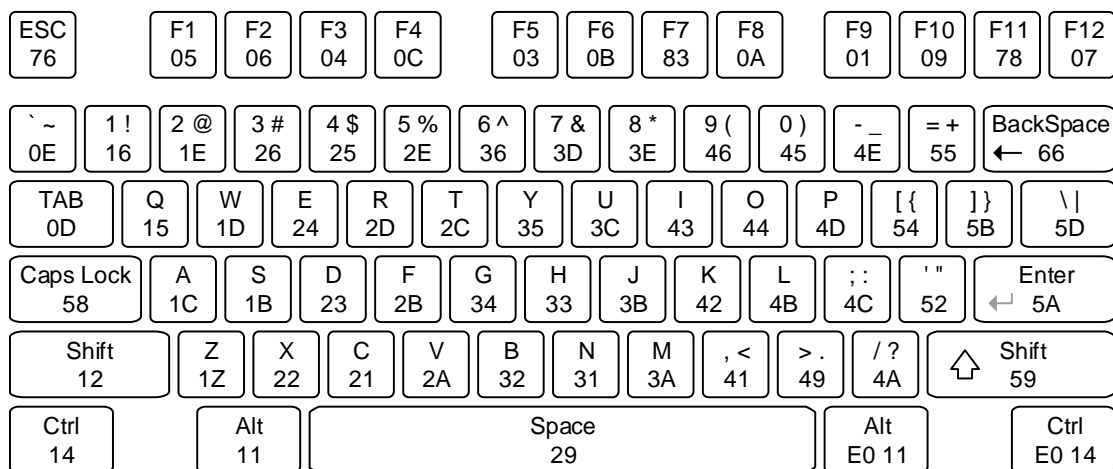 ESC F1 F2 F3 F4 F5 F6 F7 F8 F9 F10 F11 F12
76 05 06 04 0C 03 0B 83 0A 01 09 78 07
` ~ 1 ! 2 @ 3 # 4 $ 5 % 6 ^ 7 & 8 * 9 ( 0 ) - _ = + BackSpace
0E 16 1E 26 25 2E 36 3D 3E 46 45 4E 55 ← 66
TAB Q W E R T Y U I O P [ { ] } \ |
0D 15 1D 24 2D 2C 35 3C 43 44 4D 54 5B 5D
Caps Lock A S D F G H J K L ; : ' " Enter
58 1C 1B 23 2B 34 33 3B 42 4B 4C 52 ↵ 5A
Shift Z X C V B N M , < > . / ? Shift
12 1Z 22 21 2A 32 31 3A 41 49 4A 59
Ctrl Alt Space Alt Ctrl
14 11 29 E0 11 E0 14